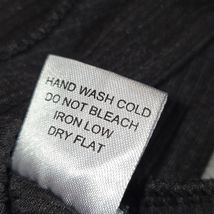 HAND WASH COLD
DO NOT BLEACH
IRON LOW
DRY FLAT